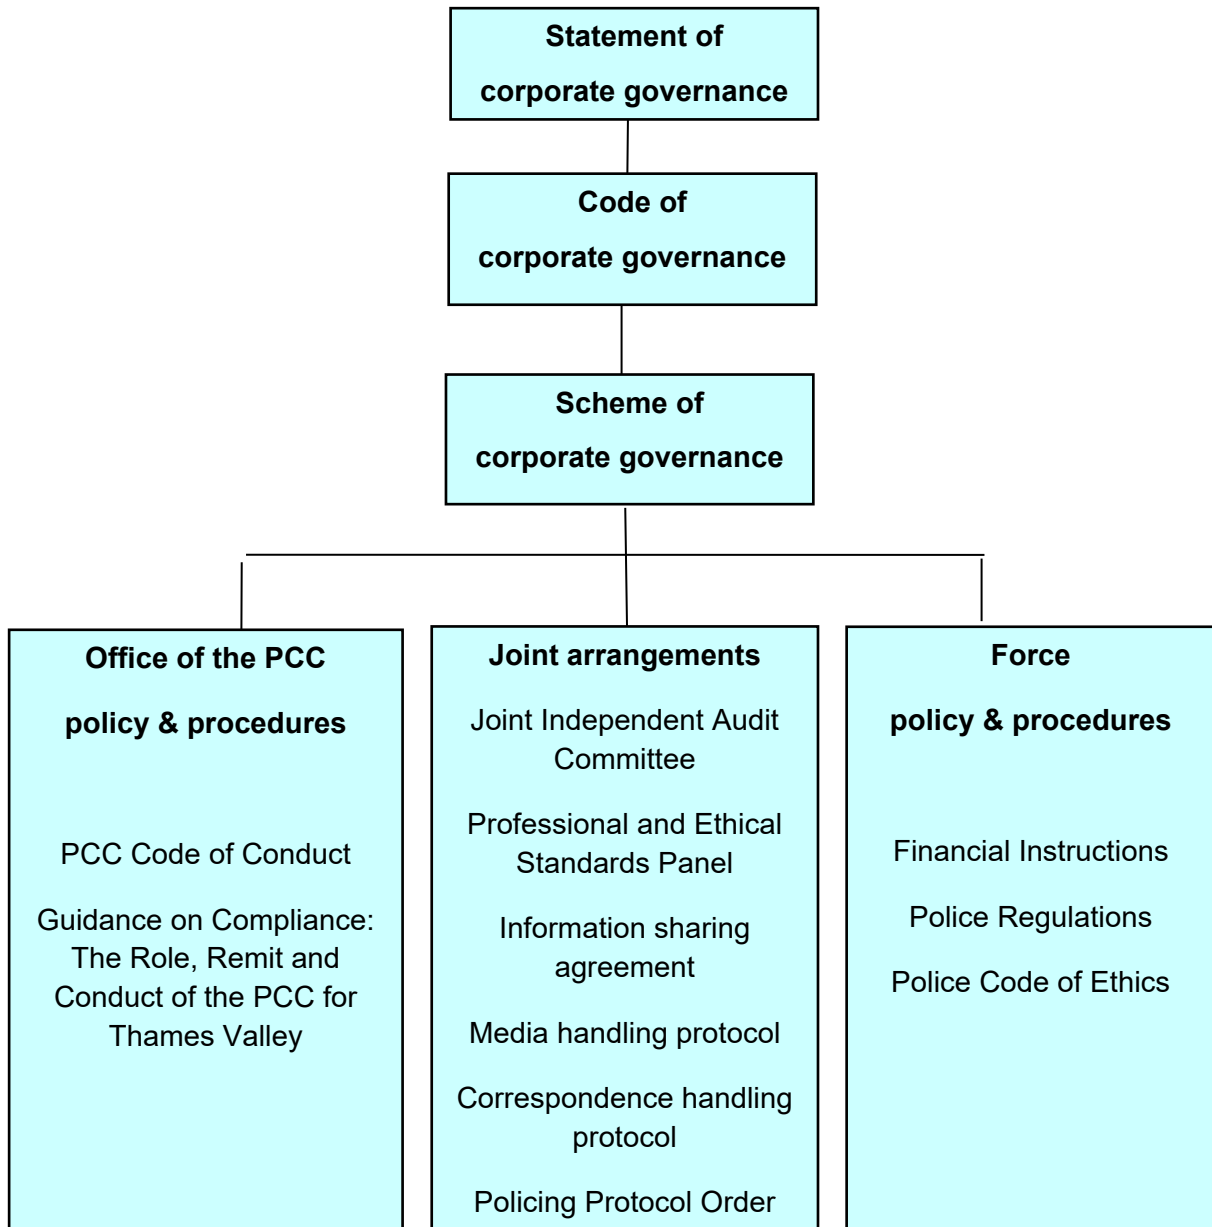 Statement of
corporate governance
Code of
corporate governance
Scheme of
corporate governance
Office of the PCC
policy & procedures
PCC Code of Conduct
Guidance on Compliance:
The Role, Remit and
Conduct of the PCC for
Thames Valley
Joint arrangements
Joint Independent Audit
Committee
Professional and Ethical
Standards Panel
Information sharing
agreement
Media handling protocol
Correspondence handling
protocol
Policing Protocol Order
Force
policy & procedures
Financial Instructions
Police Regulations
Police Code of Ethics